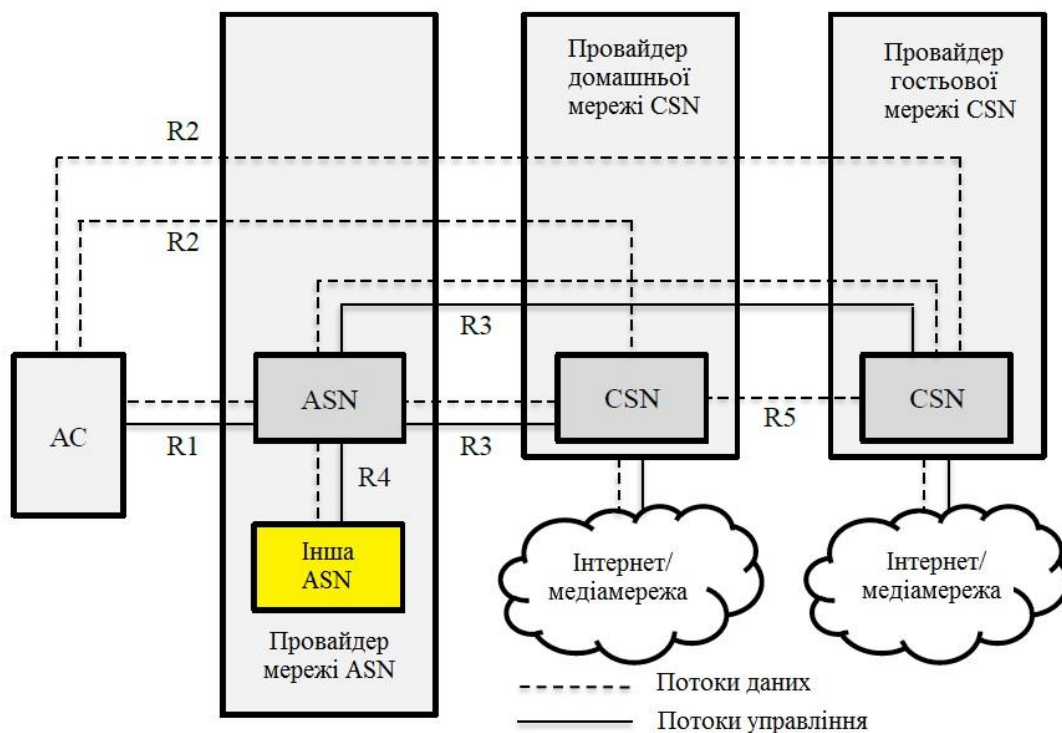 Провайдер
домашньої
мережі CSN
Провайдер
гостьової
мережі CSN
R2
R2
R3
AC
R1
ASN
R3
CSN
R5
CSN
R4
Інша
ASN
Провайдер
мережі ASN
Інтернет/
медіамережа
Інтернет/
медіамережа
Потоки даних
Потоки управління